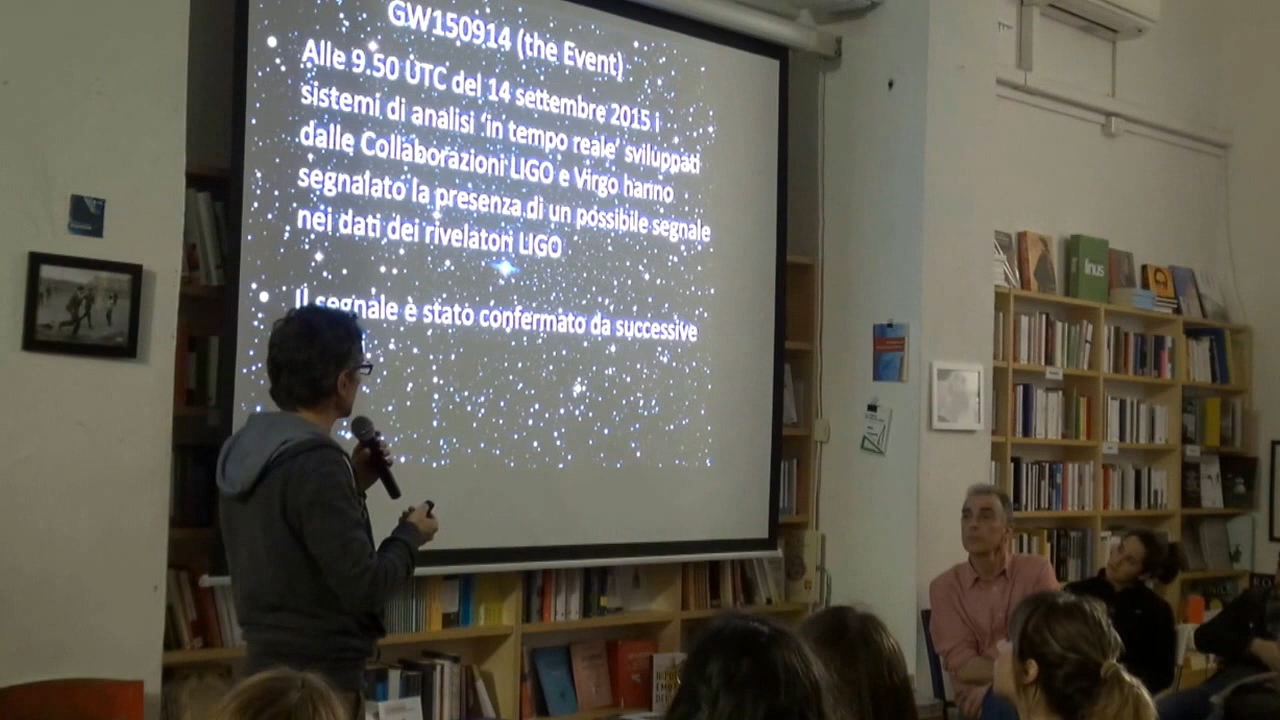 GW150914 (the Event)
Alle 9.50 UTC del 14 settembre 2015 i
sistemi di analisi 'in tempo reale' sviluppati
dalle Collaborazioni LIGO e Virgo hanno
segnalato la presenza di un possibile segnale
nei dati dei rivelatori LIGO
Il segnale è stato confermato da successive
linus